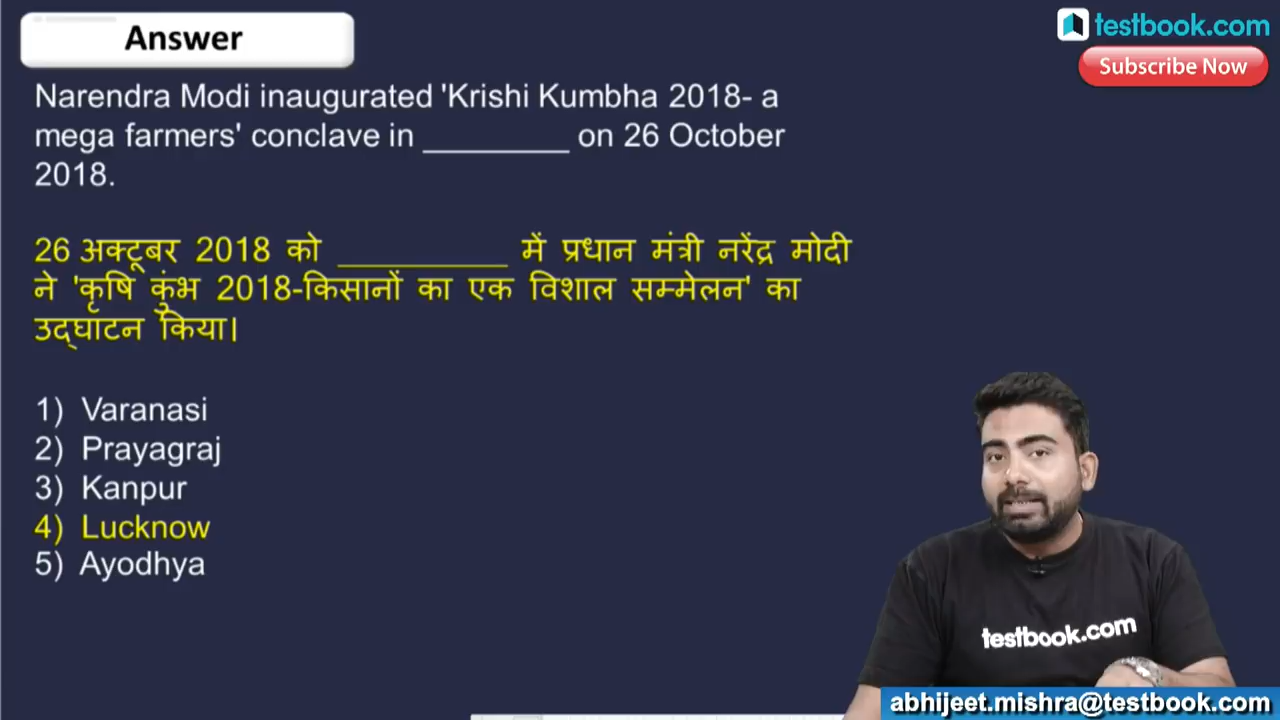 Answer
testbook.com
Subscribe Now
Narendra Modi inaugurated 'Krishi Kumbha 2018- a
mega farmers' conclave in ________ on 26 October
2018.
26 अक्टूबर 2018 को __________ में प्रधान मंत्री नरेंद्र मोदी
ने 'कृषि कुंभ 2018-किसानों का एक विशाल सम्मेलन' का
उद्घाटन किया।
1) Varanasi
2) Prayagraj
3) Kanpur
4) Lucknow
5) Ayodhya
testbook.com
abhijeet.mishra@testbook.com